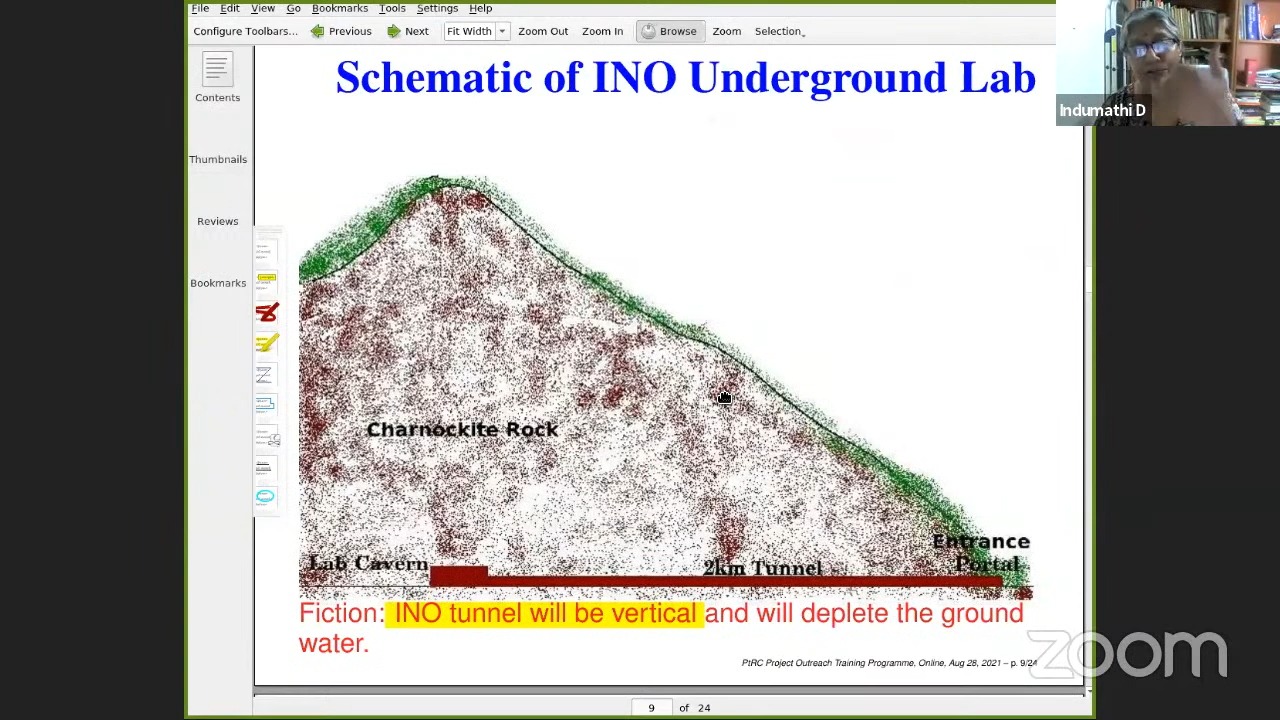 File Edit View Go Bookmarks Tools Settings Help
Configure Toolbars... Previous Next Fit Width Zoom Out Zoom In Browse Zoom Selection
Contents
Thumbnails
Reviews
Bookmarks
Schematic of INO Underground Lab
Indumathi D
Charnockite Rock
Entrance
Lab Cavern 2km Tunnel Portal
Fiction: INO tunnel will be vertical and will deplete the ground
water.
PtRC Project Outreach Training Programme, Online, Aug 28, 2021 – p. 9/24
zoom
9 of 24